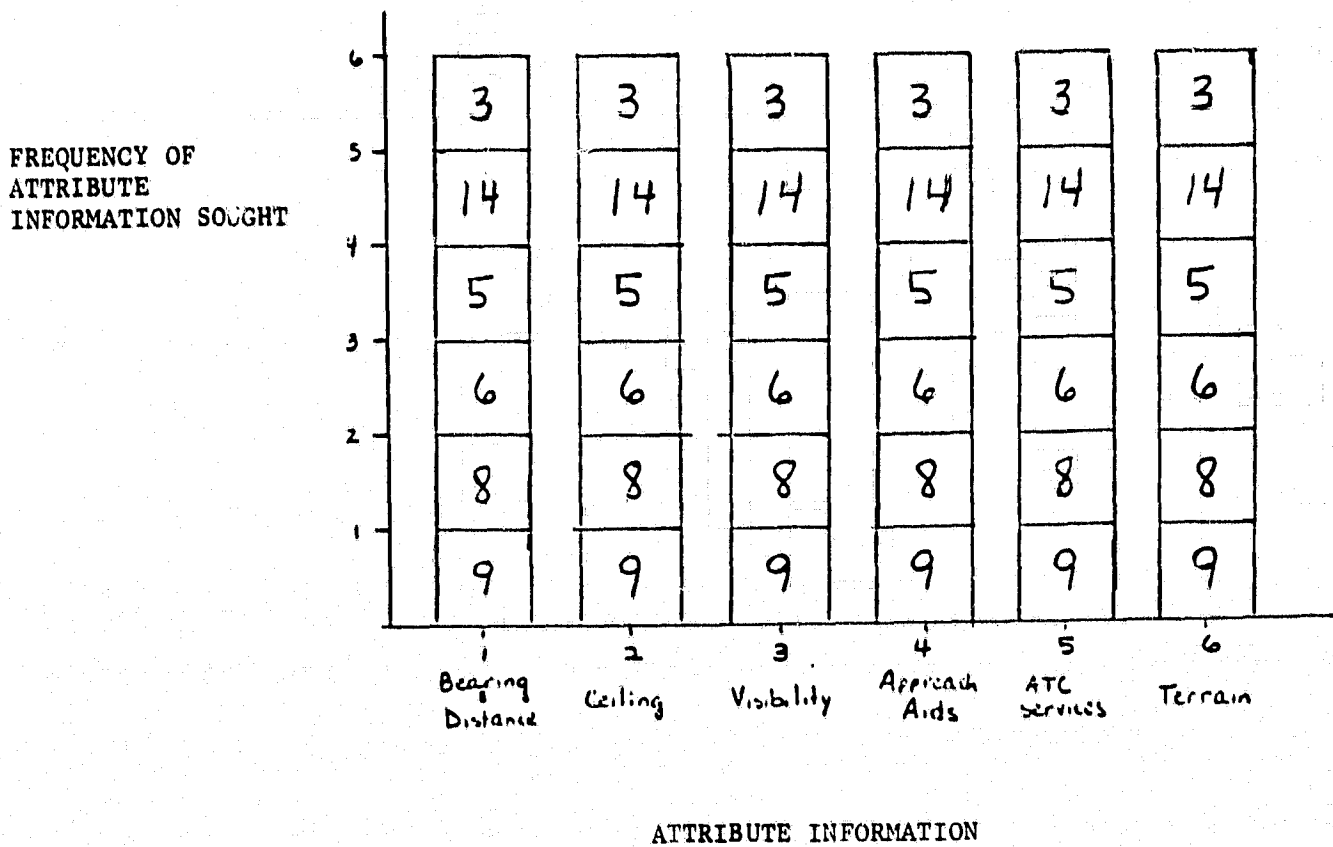 6
3 3 3 3 3 3
5
FREQUENCY OF
ATTRIBUTE
INFORMATION SOUGHT
14 14 14 14 14 14
4
5 5 5 5 5 5
3
6 6 6 6 6 6
2
8 8 8 8 8 8
1
9 9 9 9 9 9
1 2 3 4 5 6
Bearing Distance
Ceiling
Visibility
Approach Aids
ATC Services
Terrain
ATTRIBUTE INFORMATION